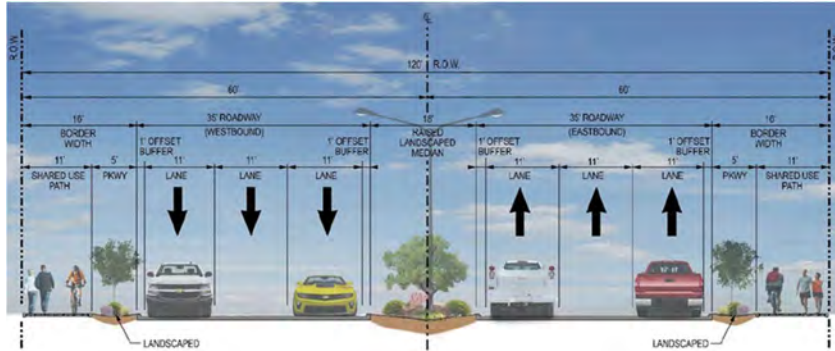 R.O.W.
℄
R.O.W.
120' R.O.W.
60'
60'
16'
BORDER
WIDTH
35' ROADWAY
(WESTBOUND)
18'
RAISED
LANDSCAPED
MEDIAN
35' ROADWAY
(EASTBOUND)
16'
BORDER
WIDTH
1' OFFSET
BUFFER
1' OFFSET
BUFFER
1' OFFSET
BUFFER
1' OFFSET
BUFFER
11'
SHARED USE
PATH
5'
PKWY
11'
LANE
11'
LANE
11'
LANE
11'
LANE
11'
LANE
11'
LANE
5'
PKWY
11'
SHARED USE
PATH
LANDSCAPED
LANDSCAPED